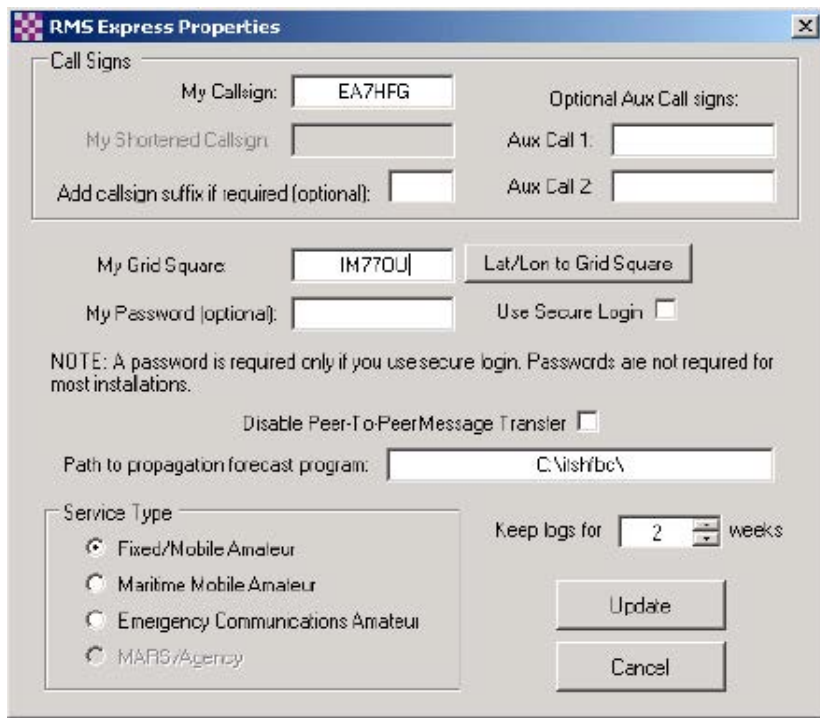 RMS Express Properties
Call Signs
My Callsign: EA7HFG
Optional Aux Call signs:
My Shortened Callsign:
Aux Call 1:
Add callsign suffix if required (optional):
Aux Call 2:
My Grid Square: IM77OU
Lat/Lon to Grid Square
My Password (optional):
Use Secure Login
NOTE: A password is required only if you use secure login. Passwords are not required for
most installations.
Disable Peer-To-Peer Message Transfer
Path to propagation forecast program: C:\itshfbc\
Service Type
Keep logs for 2 weeks
Fixed/Mobile Amateur
Maritime Mobile Amateur
Emergency Communications Amateur
MARS/Agency
Update
Cancel